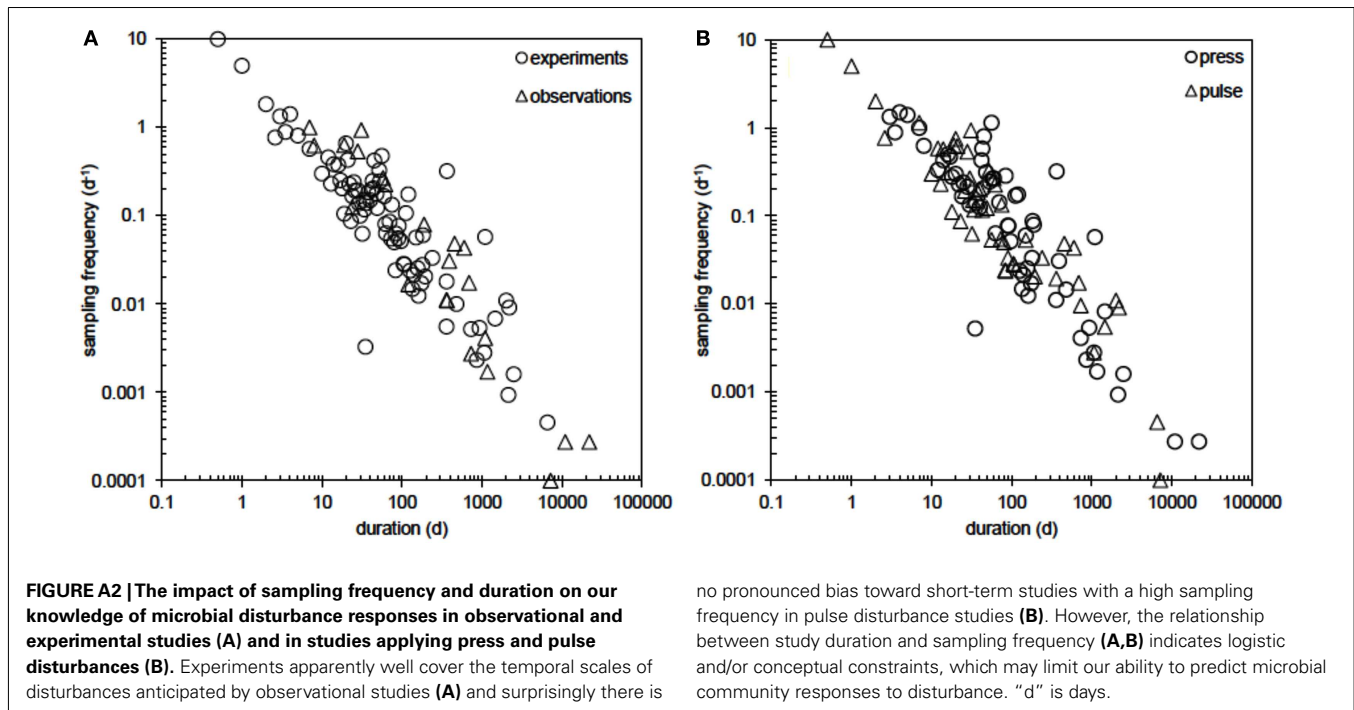 A
10
1
0.1
0.01
0.001
0.0001
sampling frequency (d⁻¹)
experiments
observations
0.1 1 10 100 1000 10000 100000
duration (d)
B
10
1
0.1
0.01
0.001
0.0001
sampling frequency (d⁻¹)
press
pulse
0.1 1 10 100 1000 10000 100000
duration (d)
FIGURE A2 | The impact of sampling frequency and duration on our
knowledge of microbial disturbance responses in observational and
experimental studies (A) and in studies applying press and pulse
disturbances (B). Experiments apparently well cover the temporal scales of
disturbances anticipated by observational studies (A) and surprisingly there is
no pronounced bias toward short-term studies with a high sampling
frequency in pulse disturbance studies (B). However, the relationship
between study duration and sampling frequency (A,B) indicates logistic
and/or conceptual constraints, which may limit our ability to predict microbial
community responses to disturbance. “d” is days.